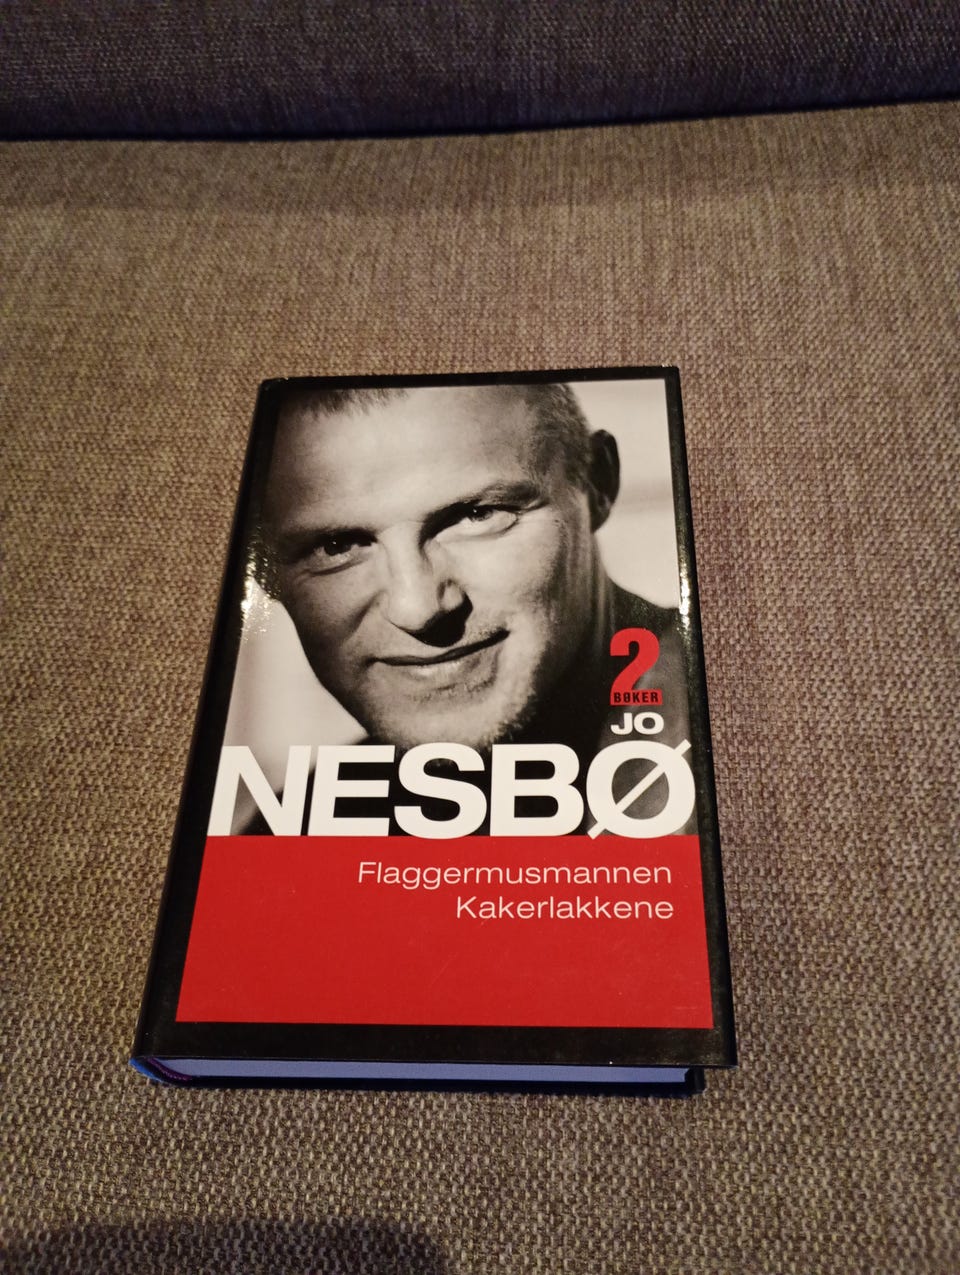 2
BØKER
JO
NESBØ
Flaggermusmannen
Kakerlakkene